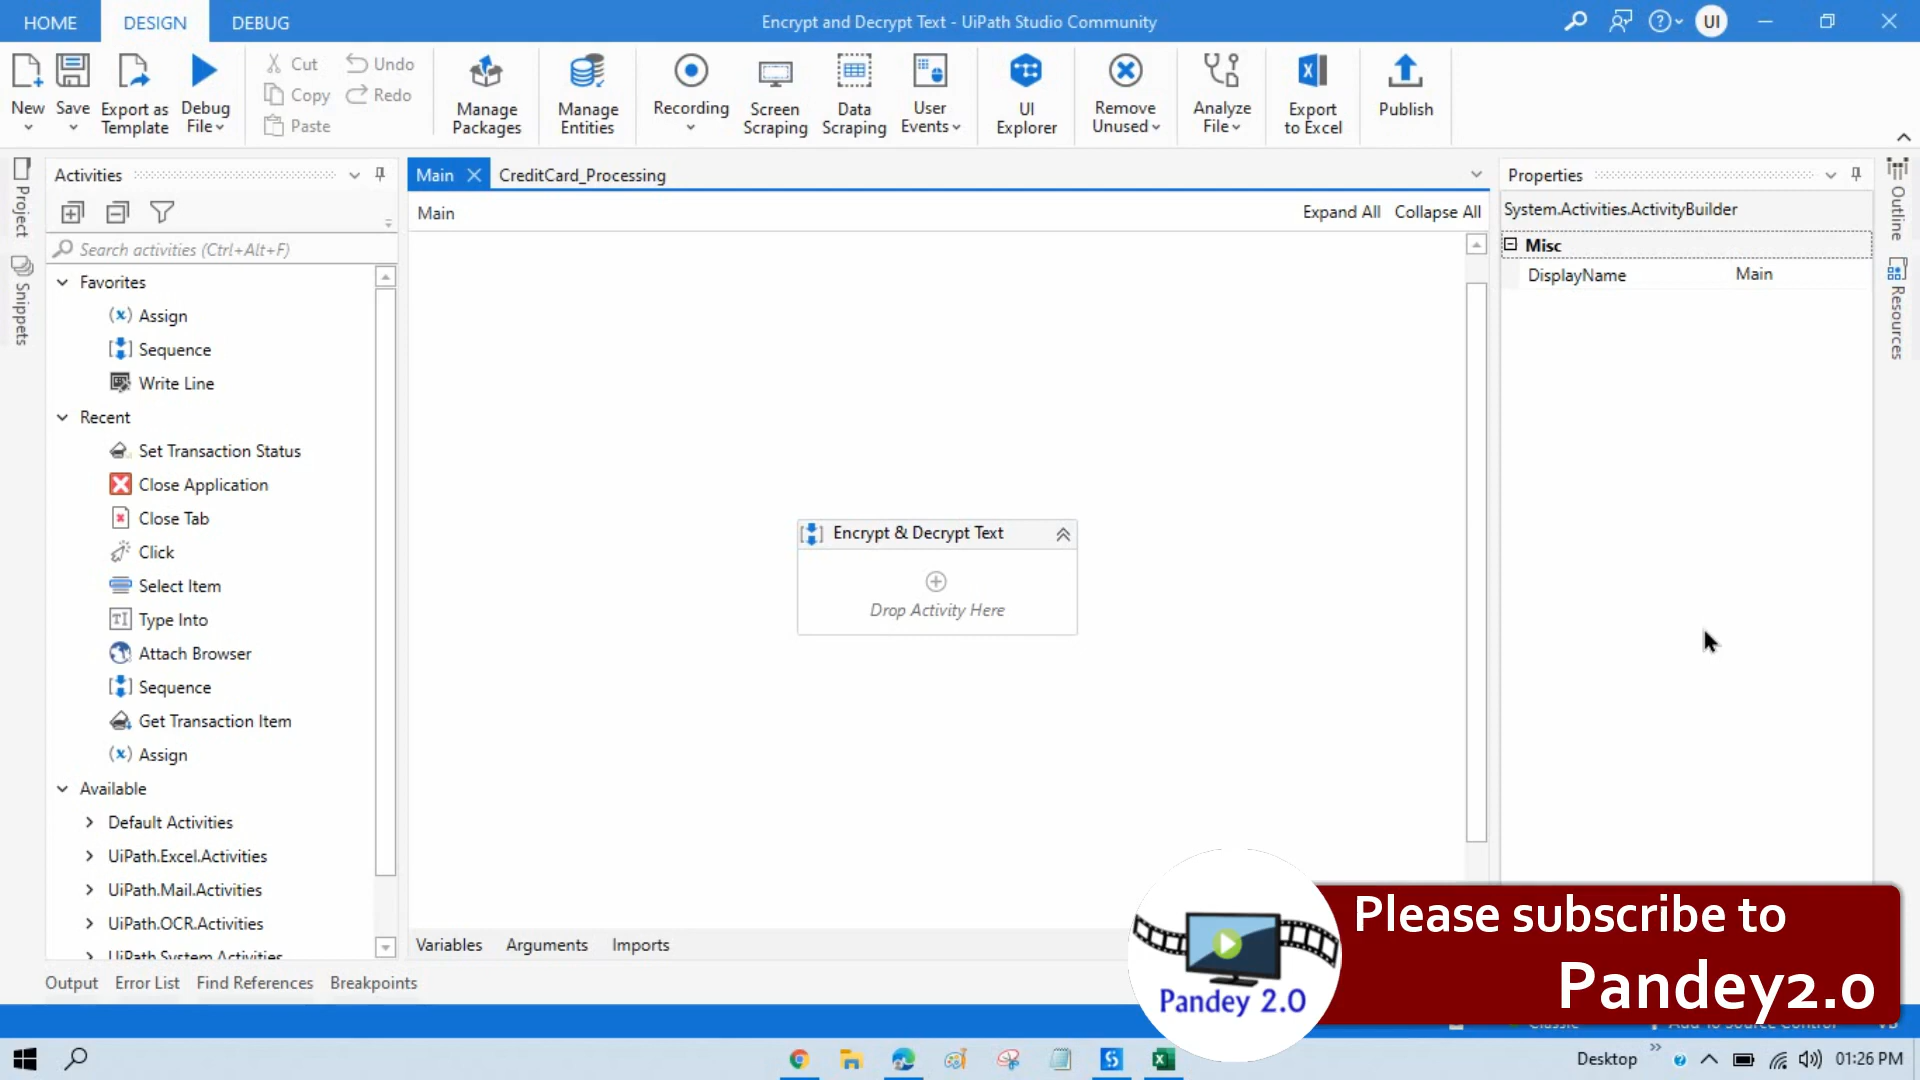 HOME
DESIGN
DEBUG
Encrypt and Decrypt Text - UiPath Studio Community
UI
New
Save
Export as
Template
Debug
File
Cut
Copy
Paste
Undo
Redo
Manage
Packages
Manage
Entities
Recording
Screen
Scraping
Data
Scraping
User
Events
UI
Explorer
Remove
Unused
Analyze
File
Export
to Excel
Publish
Project
Snippets
Activities
Search activities (Ctrl+Alt+F)
Favorites
Assign
Sequence
Write Line
Recent
Set Transaction Status
Close Application
Close Tab
Click
Select Item
Type Into
Attach Browser
Sequence
Get Transaction Item
Assign
Available
Default Activities
UiPath.Excel.Activities
UiPath.Mail.Activities
UiPath.OCR.Activities
UiPath.System.Activities
Main
CreditCard_Processing
Main
Expand All
Collapse All
Encrypt & Decrypt Text
Drop Activity Here
Variables
Arguments
Imports
Properties
System.Activities.ActivityBuilder
Misc
DisplayName
Main
Outline
Resources
Output
Error List
Find References
Breakpoints
Pandey 2.0
Please subscribe to
Pandey2.0
Desktop
01:26 PM